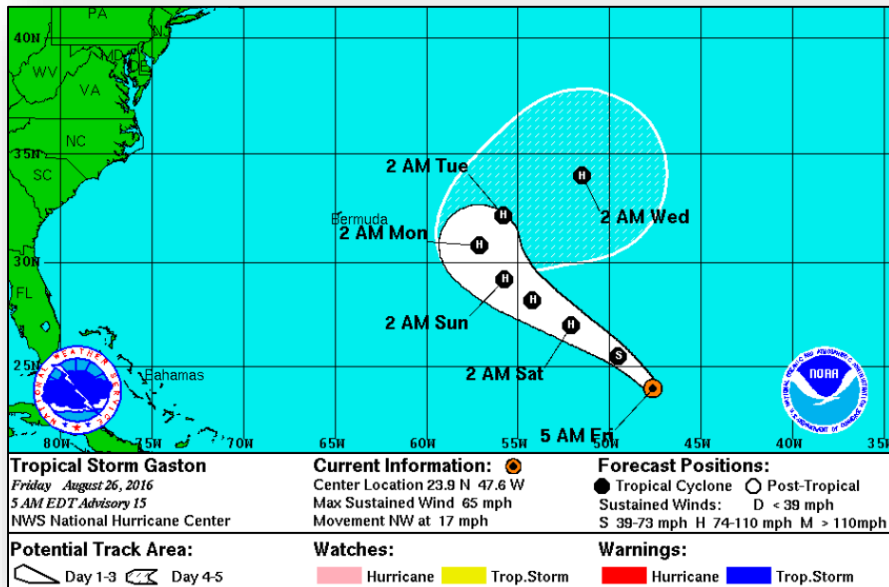 PA
40N
MD
DE
WV
VA
NC
35N
SC
2 AM Tue
H
H
Bermuda
H
2 AM Mon
2 AM Wed
30N
H
FL
H
2 AM Sun
H
S
25N
Bahamas
2 AM Sat
NATIONAL WEATHER SERVICE
NOAA
5 AM Fri
80W 75W 70W 65W 60W 55W 50W 45W 40W 35W
Tropical Storm Gaston
Friday August 26, 2016
5 AM EDT Advisory 15
NWS National Hurricane Center
Current Information:
Center Location 23.9 N 47.6 W
Max Sustained Wind 65 mph
Movement NW at 17 mph
Forecast Positions:
Tropical Cyclone Post-Tropical
Sustained Winds: D < 39 mph
S 39-73 mph H 74-110 mph M > 110mph
Potential Track Area:
Day 1-3 Day 4-5
Watches:
Hurricane Trop.Storm
Warnings:
Hurricane Trop.Storm